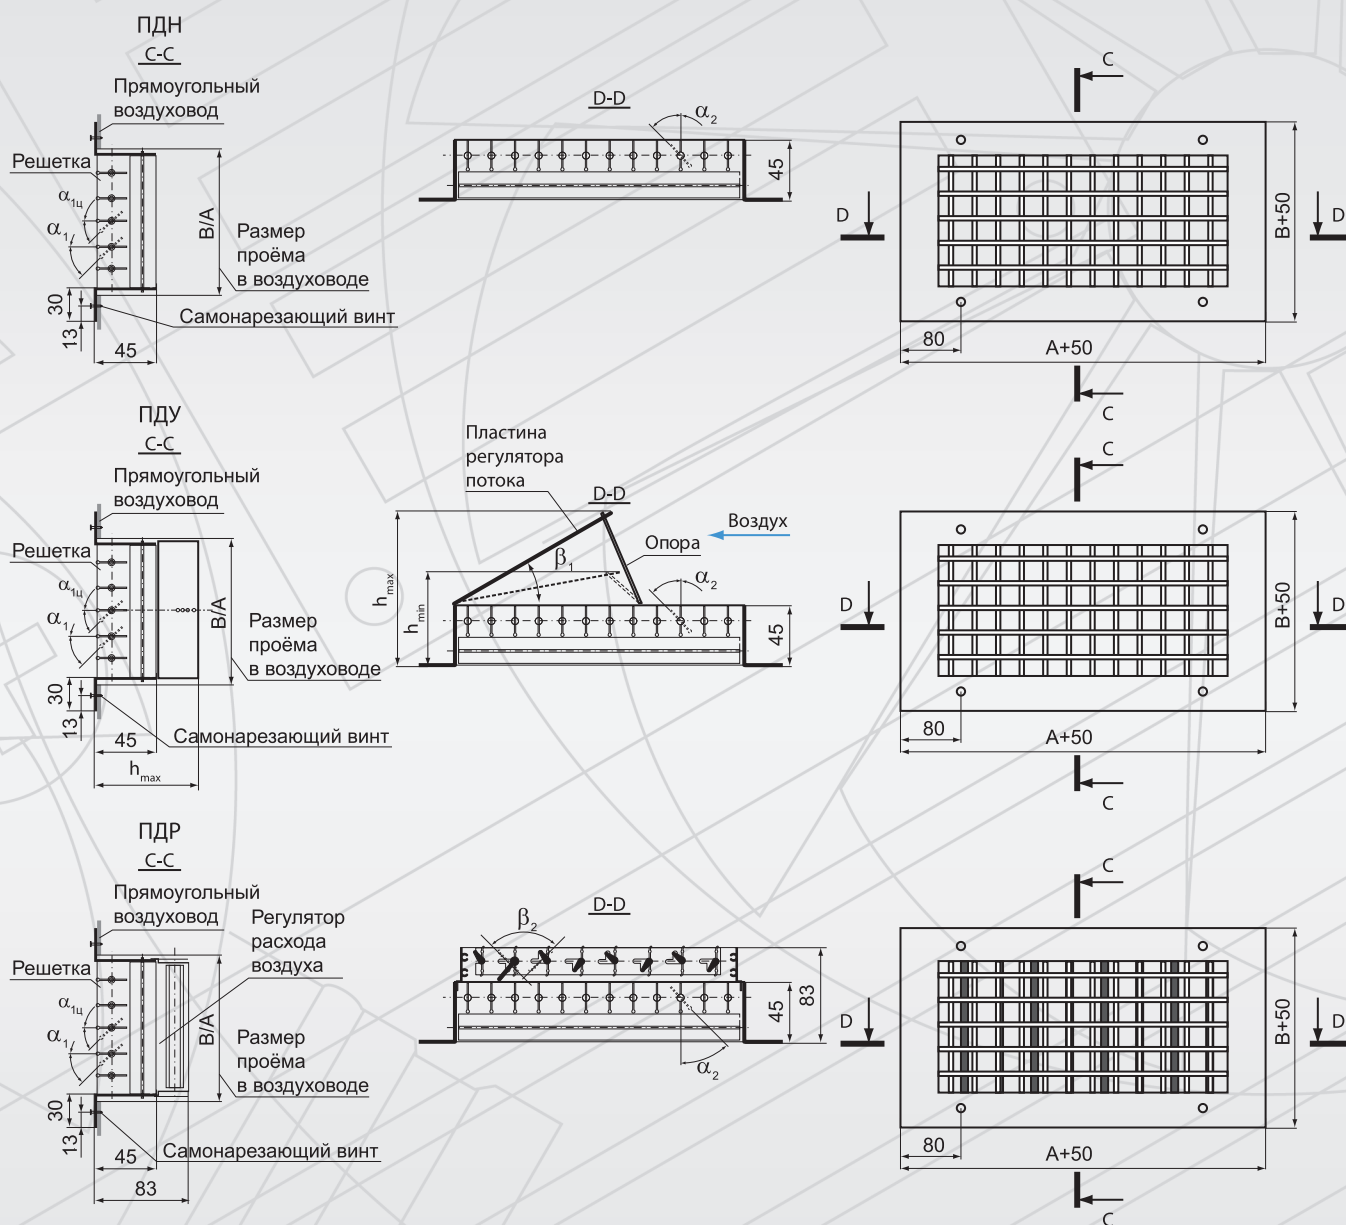 ПДН
C-C
Прямоугольный
воздуховод
Решетка
α1ц
α1
30
13
45
B/A
Размер
проёма
в воздуховоде
Самонарезающий винт
D-D
α2
45
C
D
D
B+50
80
A+50
C
ПДУ
C-C
Прямоугольный
воздуховод
Решетка
α1ц
α1
30
13
45
hmax
B/A
Размер
проёма
в воздуховоде
Самонарезающий винт
Пластина
регулятора
потока
D-D
Воздух
Опора
β1
α2
hmax
hmin
45
C
D
D
B+50
80
A+50
C
ПДР
C-C
Прямоугольный
воздуховод
Регулятор
расхода
воздуха
Решетка
α1ц
α1
30
13
45
83
B/A
Размер
проёма
в воздуховоде
Самонарезающий винт
D-D
β2
α2
45
83
C
D
D
B+50
80
A+50
C